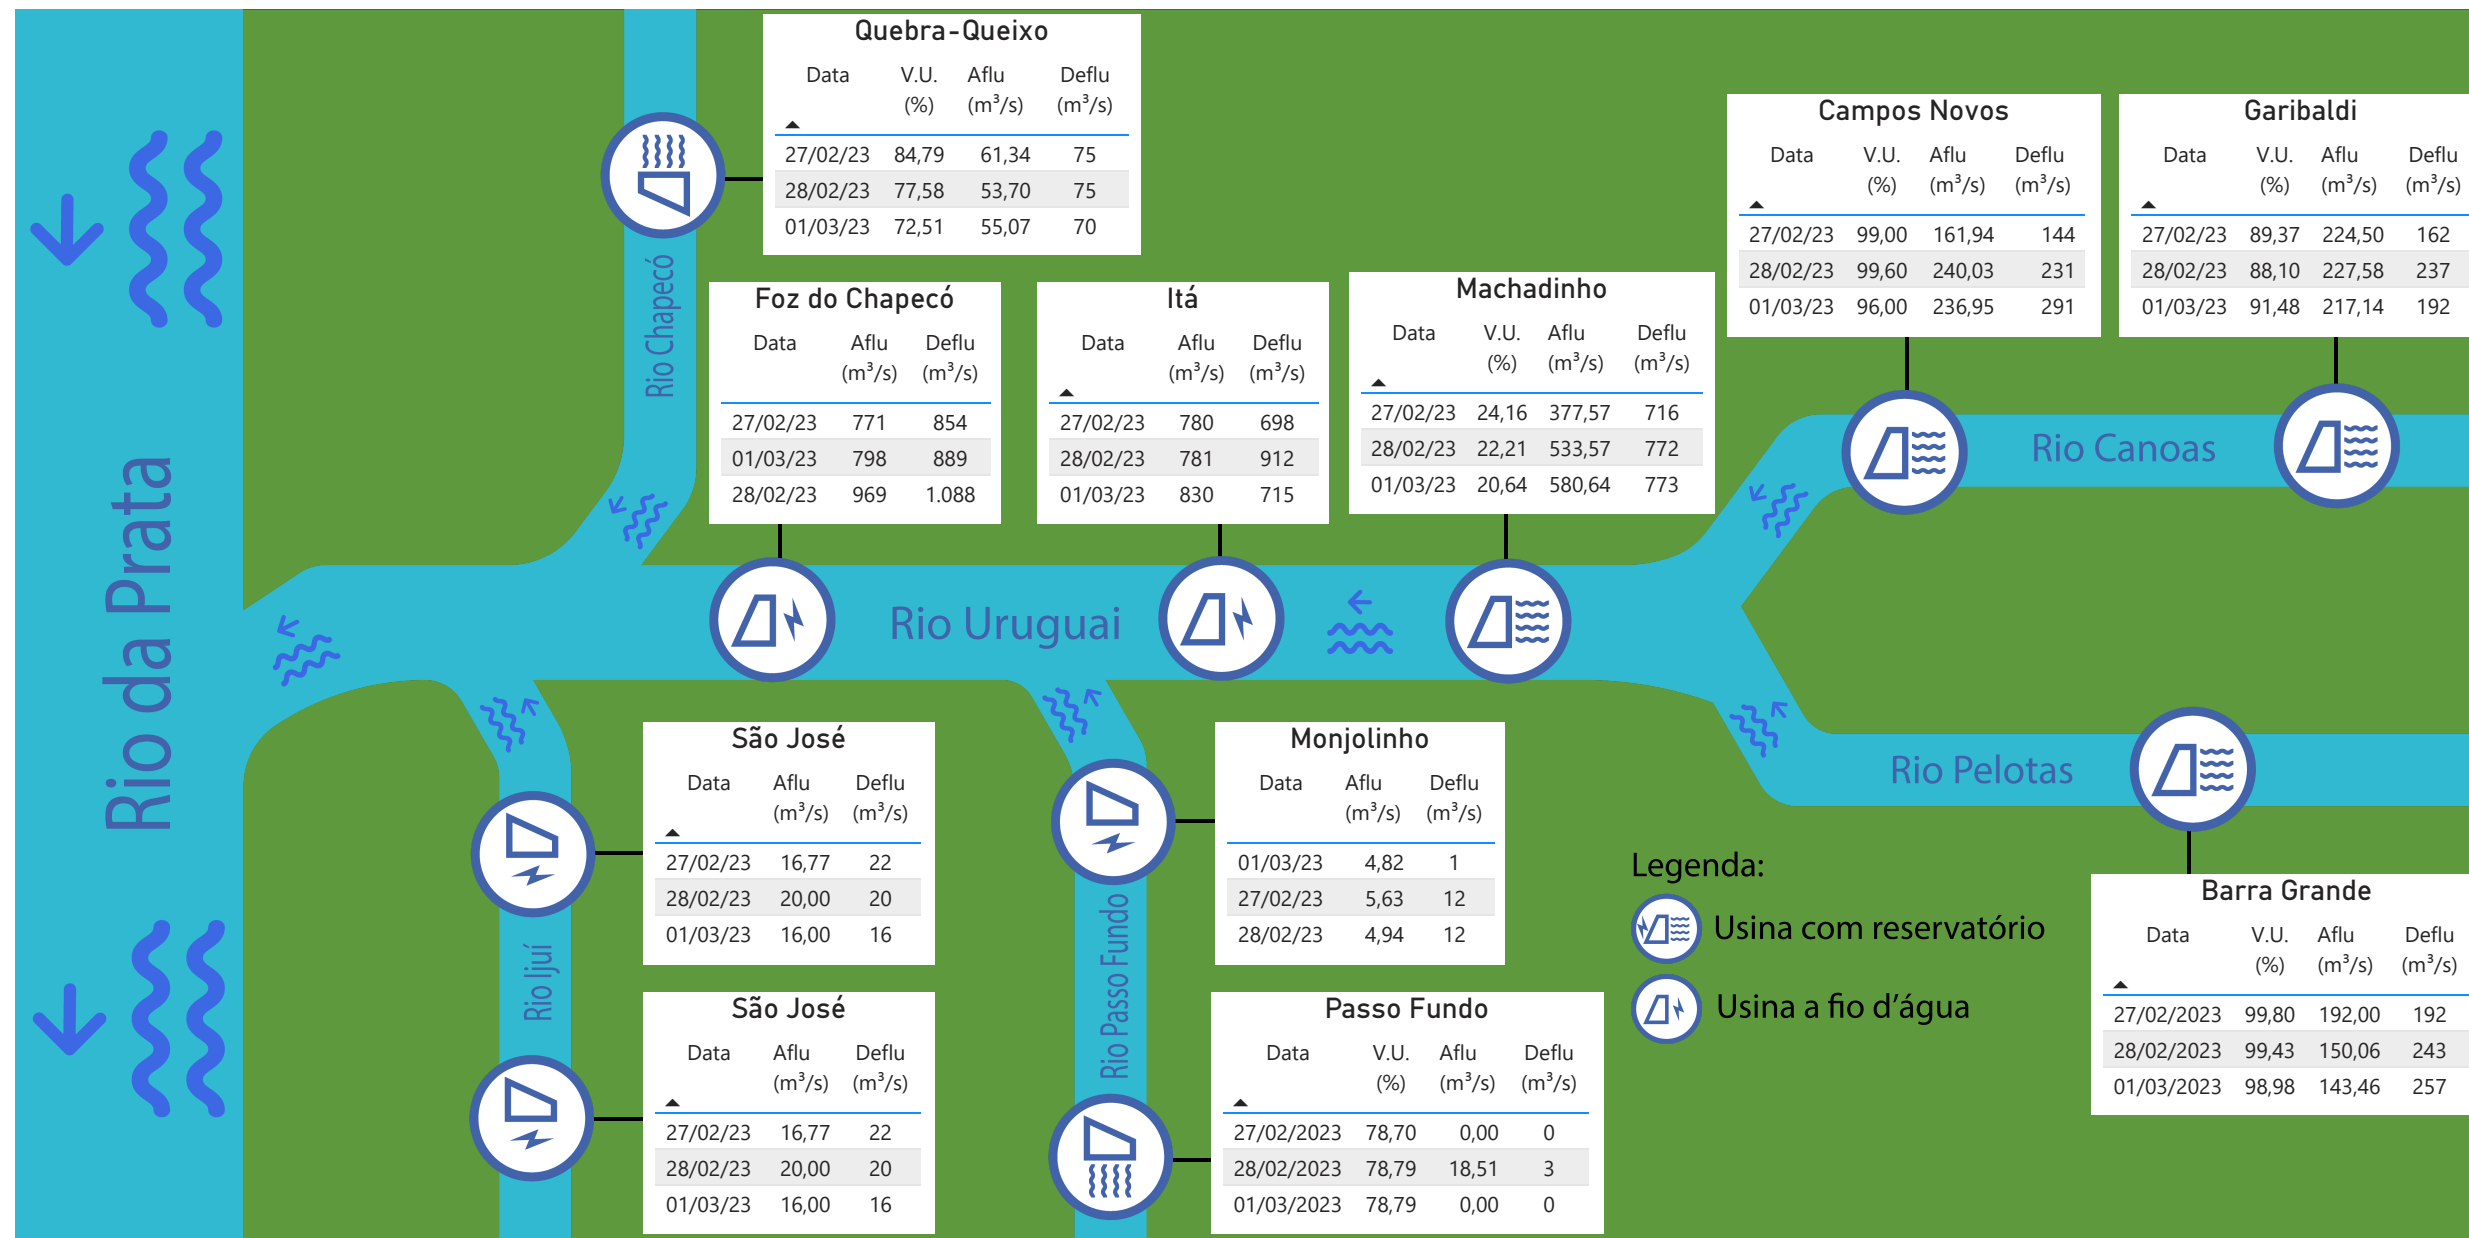 Quebra-Queixo
Data V.U. (%) Aflu (m³/s) Deflu (m³/s)
27/02/23 84,79 61,34 75
28/02/23 77,58 53,70 75
01/03/23 72,51 55,07 70
Campos Novos
Data V.U. (%) Aflu (m³/s) Deflu (m³/s)
27/02/23 99,00 161,94 144
28/02/23 99,60 240,03 231
01/03/23 96,00 236,95 291
Garibaldi
Data V.U. (%) Aflu (m³/s) Deflu (m³/s)
27/02/23 89,37 224,50 162
28/02/23 88,10 227,58 237
01/03/23 91,48 217,14 192
Rio Chapecó
Foz do Chapecó
Data Aflu (m³/s) Deflu (m³/s)
27/02/23 771 854
01/03/23 798 889
28/02/23 969 1.088
Itá
Data Aflu (m³/s) Deflu (m³/s)
27/02/23 780 698
28/02/23 781 912
01/03/23 830 715
Machadinho
Data V.U. (%) Aflu (m³/s) Deflu (m³/s)
27/02/23 24,16 377,57 716
28/02/23 22,21 533,57 772
01/03/23 20,64 580,64 773
Rio Canoas
Rio da Prata
Rio Uruguai
Rio Pelotas
São José
Data Aflu (m³/s) Deflu (m³/s)
27/02/23 16,77 22
28/02/23 20,00 20
01/03/23 16,00 16
Monjolinho
Data Aflu (m³/s) Deflu (m³/s)
01/03/23 4,82 1
27/02/23 5,63 12
28/02/23 4,94 12
Rio Ijuí
Rio Passo Fundo
Legenda:
Usina com reservatório
Usina a fio d’água
Barra Grande
Data V.U. (%) Aflu (m³/s) Deflu (m³/s)
27/02/2023 99,80 192,00 192
28/02/2023 99,43 150,06 243
01/03/2023 98,98 143,46 257
São José
Data Aflu (m³/s) Deflu (m³/s)
27/02/23 16,77 22
28/02/23 20,00 20
01/03/23 16,00 16
Passo Fundo
Data V.U. (%) Aflu (m³/s) Deflu (m³/s)
27/02/2023 78,70 0,00 0
28/02/2023 78,79 18,51 3
01/03/2023 78,79 0,00 0